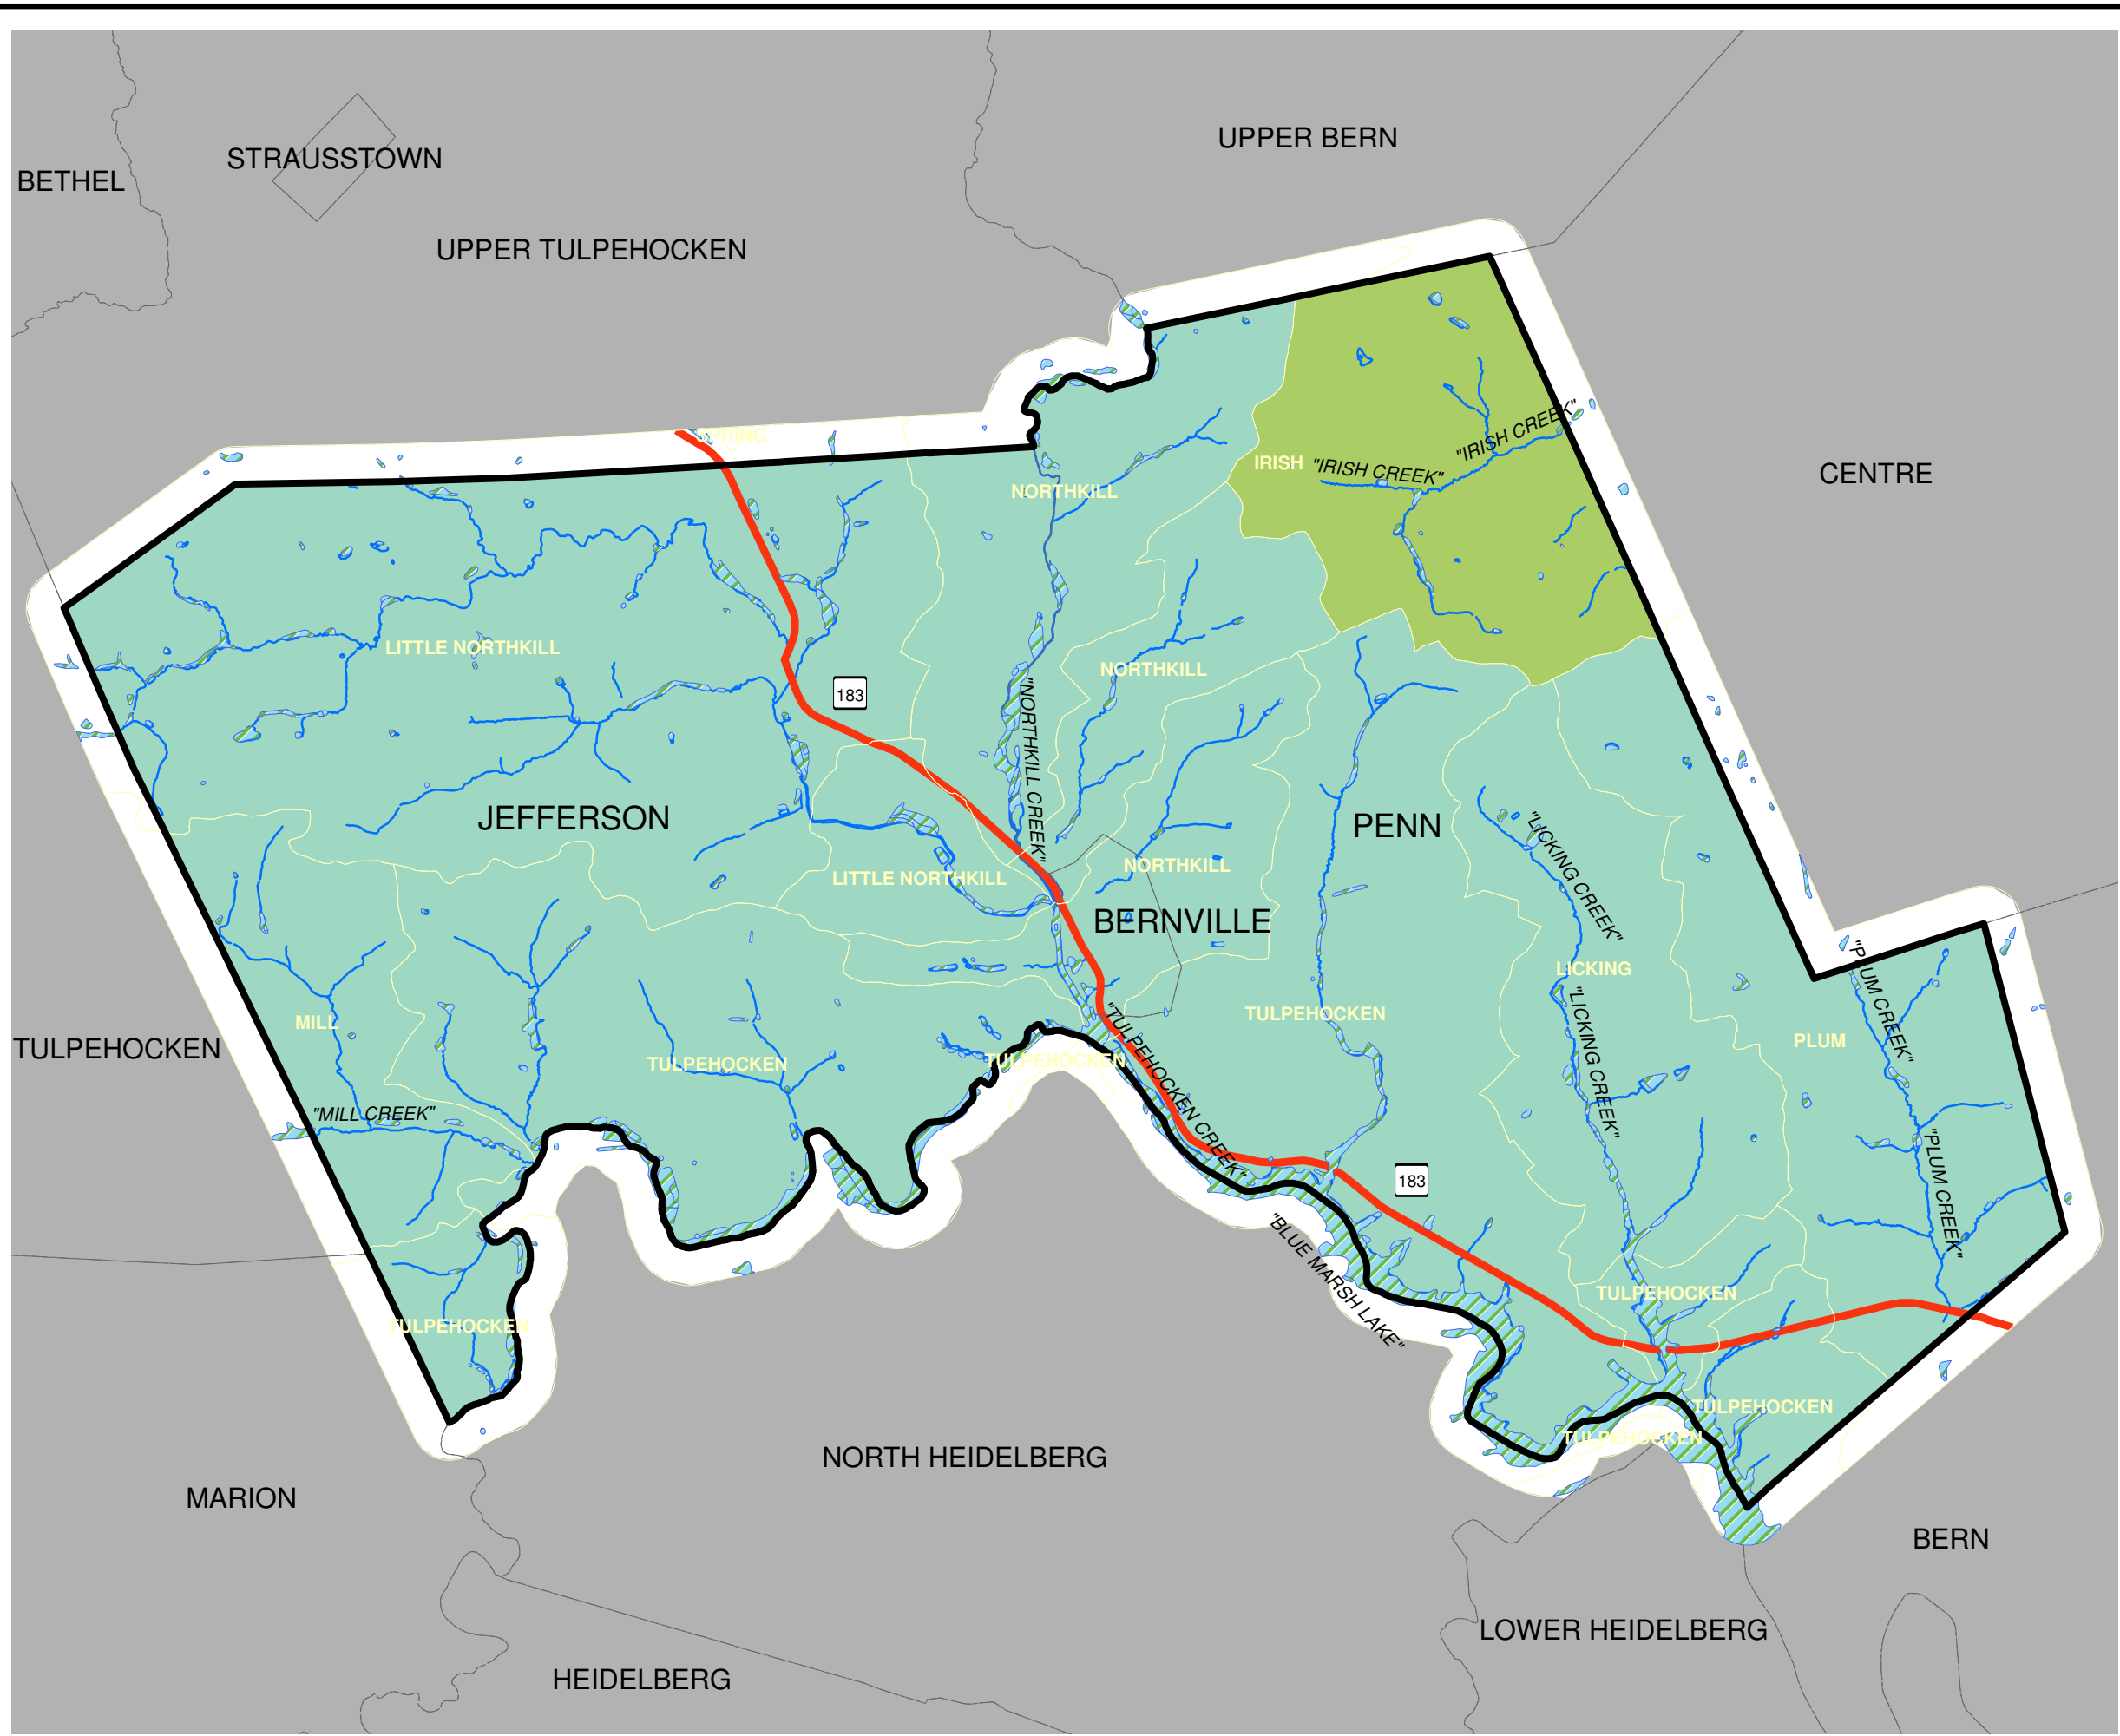 UPPER BERN
STRAUSSTOWN
BETHEL
UPPER TULPEHOCKEN
SPRING
"IRISH CREEK"
IRISH
"IRISH CREEK"
CENTRE
NORTHKILL
LITTLE NORTHKILL
NORTHKILL
183
"NORTHKILL CREEK"
JEFFERSON
PENN
"LICKING CREEK"
NORTHKILL
LITTLE NORTHKILL
BERNVILLE
LICKING
"PLUM CREEK"
TULPEHOCKEN
MILL
"LICKING CREEK"
PLUM
TULPEHOCKEN
TULPEHOCKEN
TULPEHOCKEN
"TULPEHOCKEN CREEK"
"MILL CREEK"
183
"PLUM CREEK"
"BLUE MARSH LAKE"
TULPEHOCKEN
TULPEHOCKEN
TULPEHOCKEN
TULPEHOCKEN
NORTH HEIDELBERG
MARION
BERN
LOWER HEIDELBERG
HEIDELBERG